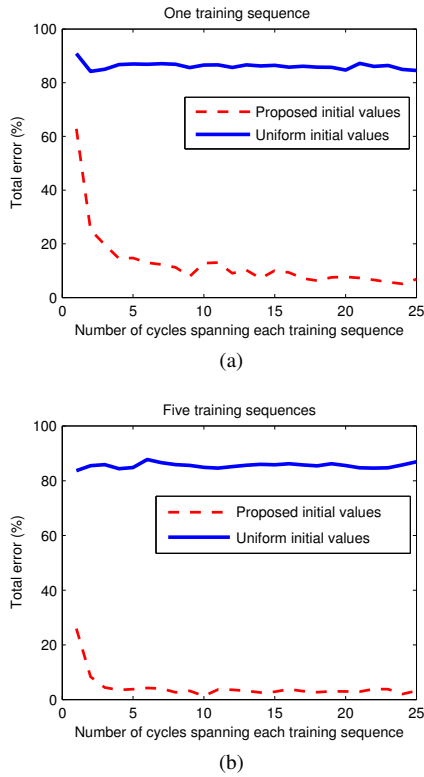 One training sequence
100
80
60
40
20
0
Total error (%)
Proposed initial values
Uniform initial values
0 5 10 15 20 25
Number of cycles spanning each training sequence
(a)
Five training sequences
100
80
60
40
20
0
Total error (%)
Proposed initial values
Uniform initial values
0 5 10 15 20 25
Number of cycles spanning each training sequence
(b)